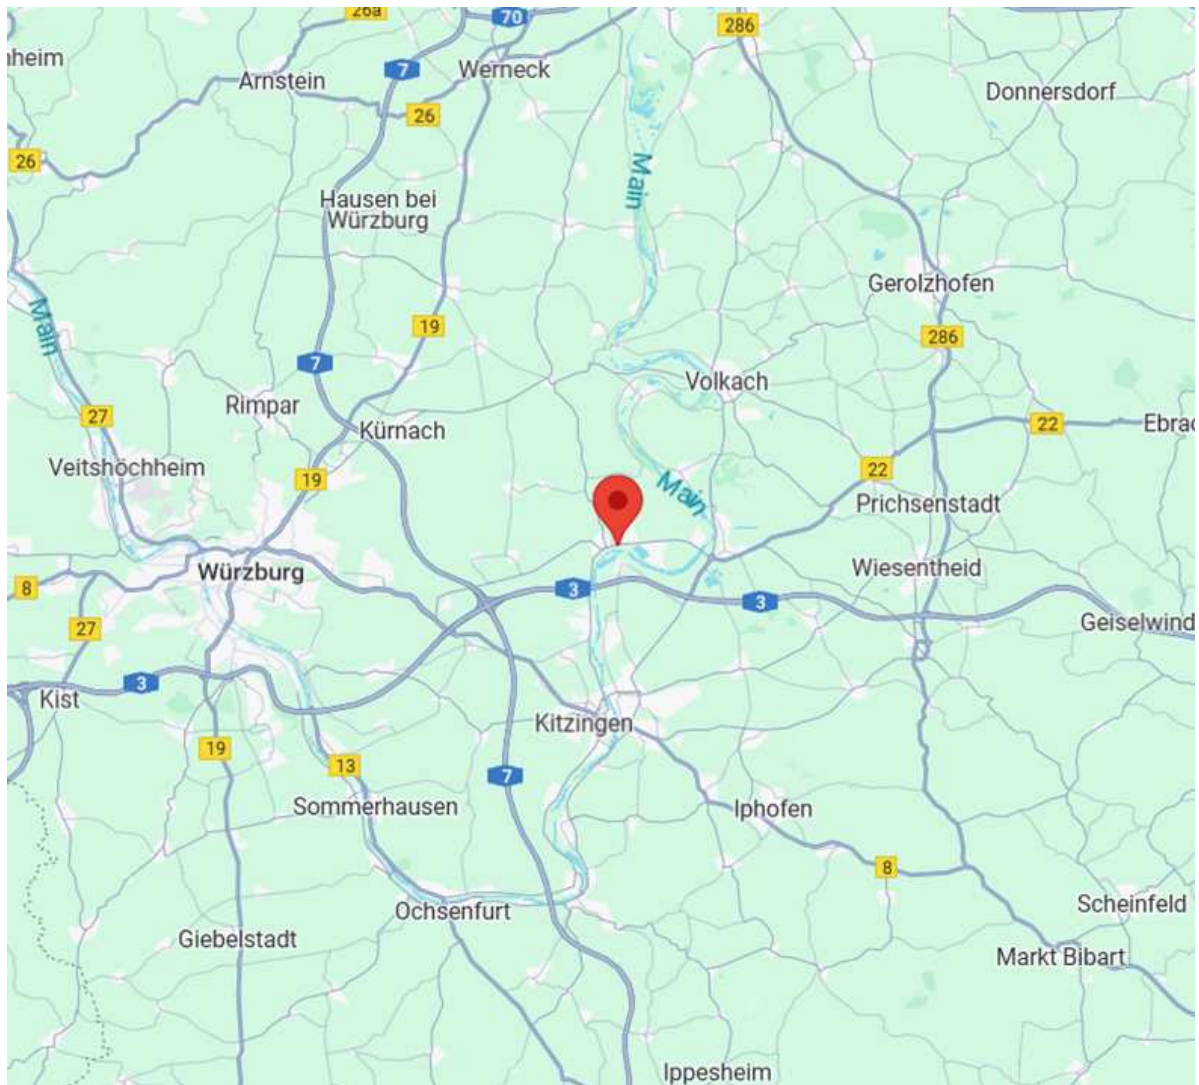 26a
70
286
nheim
7
Werneck
Arnstein
Donnersdorf
26
26
Main
Hausen bei
Würzburg
Gerolzhofen
Main
19
286
7
Volkach
Rimpar
27
Kürnach
22
Ebrac
Veitshöchheim
19
22
Main
Prichsenstadt
Würzburg
Wiesentheid
8
3
3
27
Geiselwind
3
Kist
Kitzingen
19
13
7
Sommerhausen
Iphofen
8
Ochsenfurt
Scheinfeld
Giebelstadt
Markt Bibart
Ippesheim